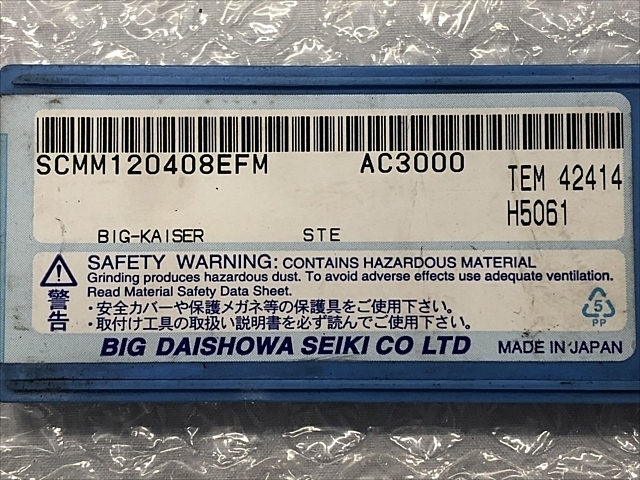 SCMM120408EFM AC3000
TEM 42414
H5061
BIG-KAISER STE
SAFETY WARNING: CONTAINS HAZARDOUS MATERIAL
Grinding produces hazardous dust. To avoid adverse effects use adequate ventilation.
Read Material Safety Data Sheet.
警告
・安全カバーや保護メガネ等の保護具をご使用下さい。
・取付け工具の取扱い説明書を必ず読んでご使用下さい。
5
PP
BIG DAISHOWA SEIKI CO LTD
MADE IN JAPAN